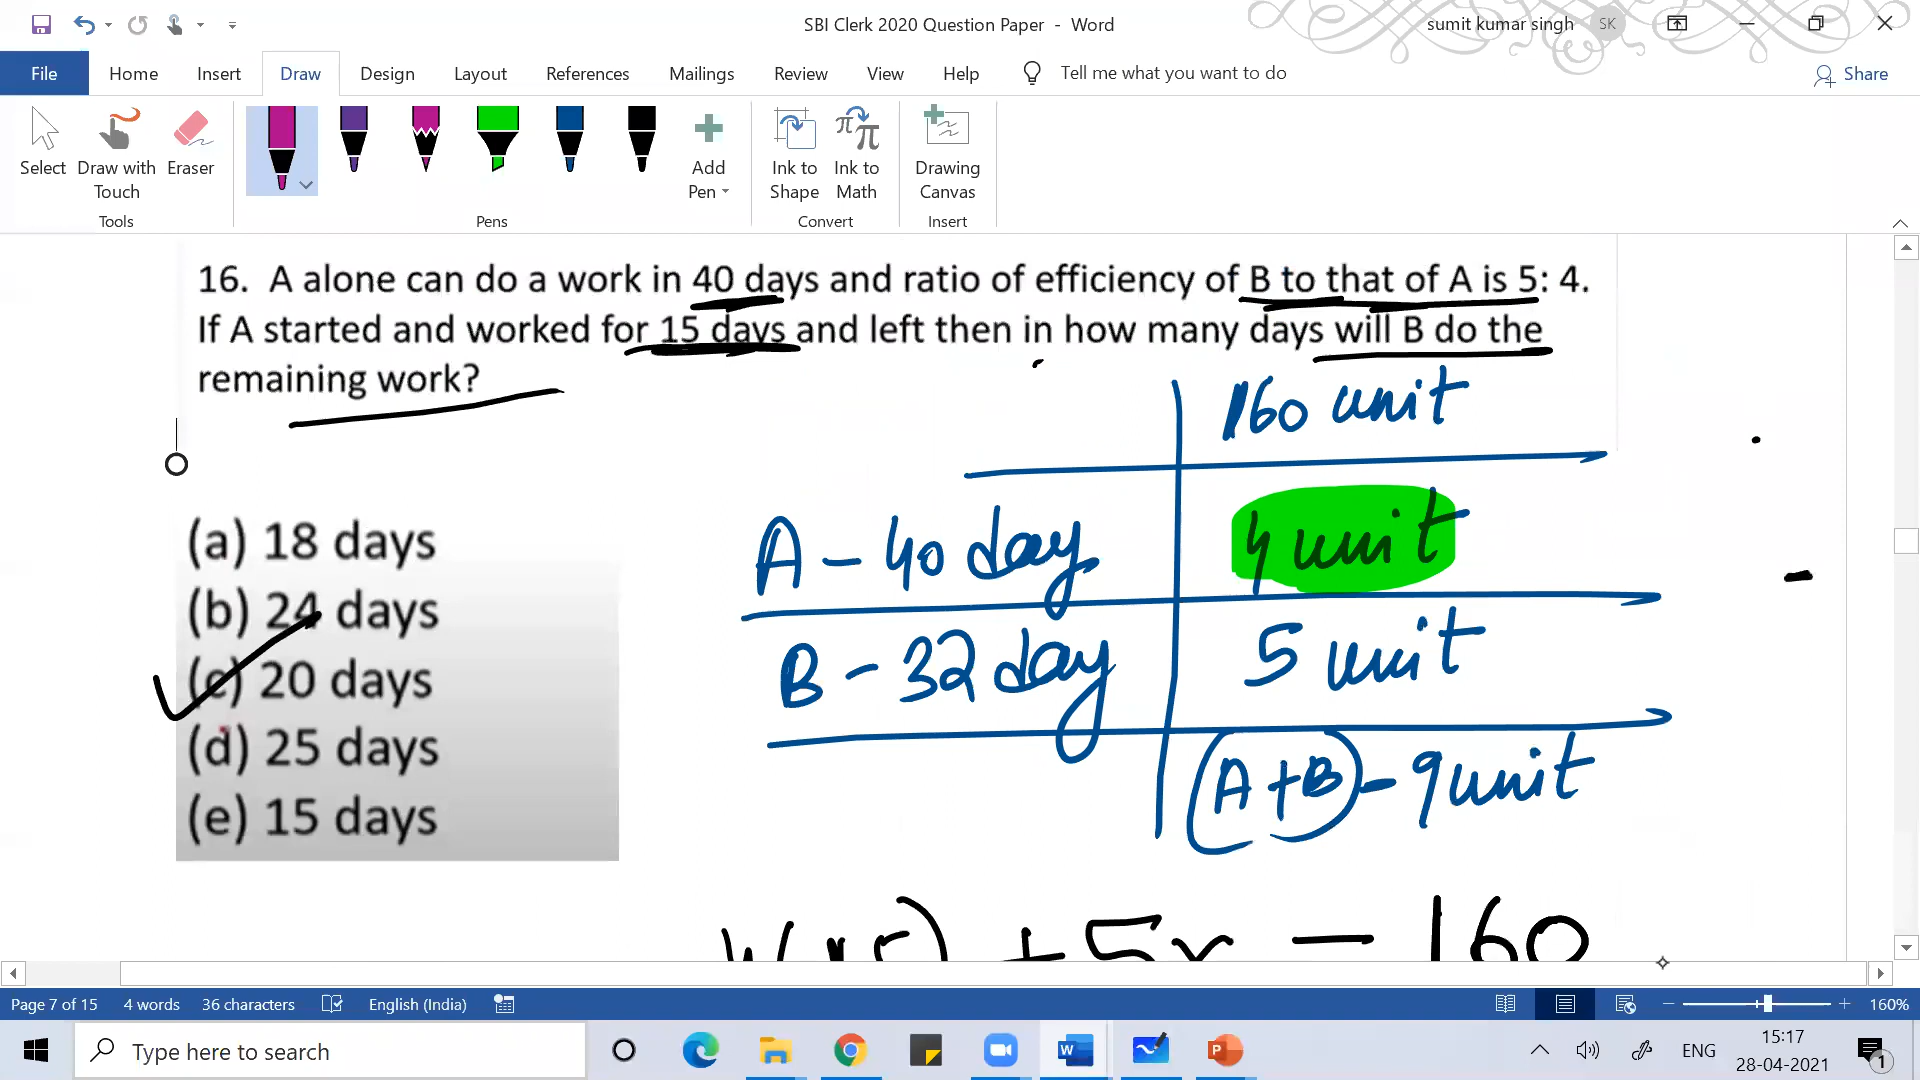 SBI Clerk 2020 Question Paper - Word
sumit kumar singh SK
File Home Insert Draw Design Layout References Mailings Review View Help Tell me what you want to do Share
Select Draw with Touch Eraser Add Pen Ink to Shape Ink to Math Drawing Canvas
Tools Pens Convert Insert
16. A alone can do a work in 40 days and ratio of efficiency of B to that of A is 5: 4.
If A started and worked for 15 days and left then in how many days will B do the
remaining work?
160 unit
(a) 18 days
(b) 24 days
(c) 20 days
(d) 25 days
(e) 15 days
A - 40 day 4 unit
B - 32 day 5 unit
(A+B) - 9 unit
+ 5x = 160
Page 7 of 15 4 words 36 characters English (India) 160%
Type here to search
ENG 15:17
28-04-2021 1